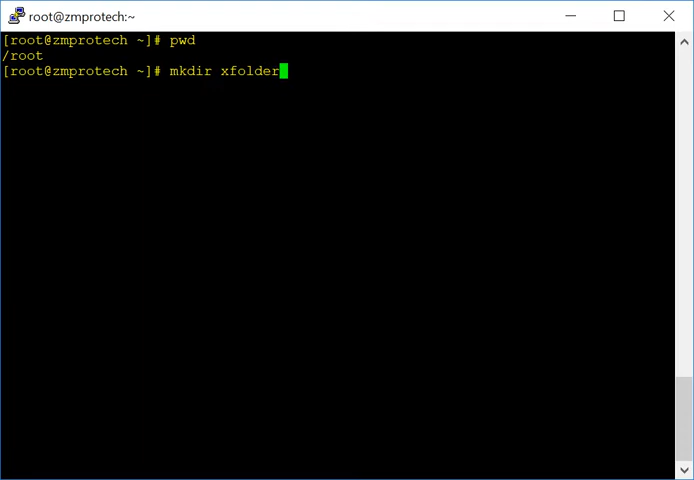 root@zmprotech:~
[root@zmprotech ~]# pwd
/root
[root@zmprotech ~]# mkdir xfolder